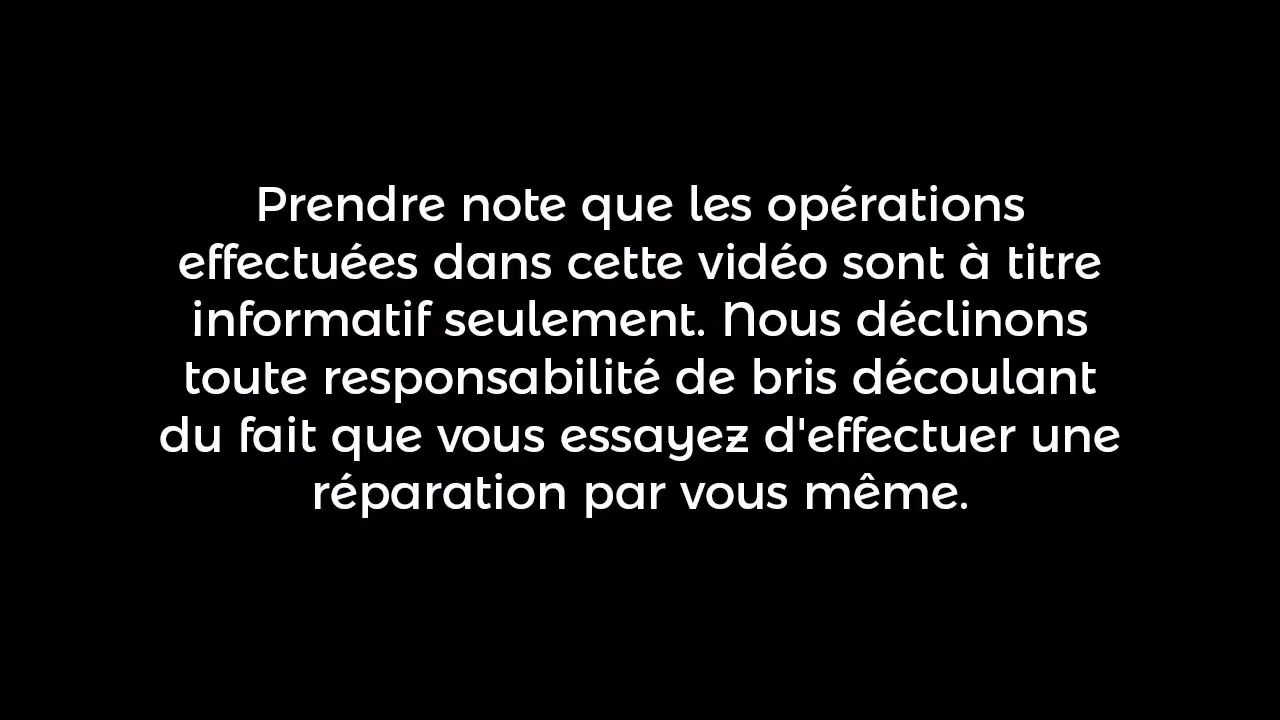 Prendre note que les opérations
effectuées dans cette vidéo sont à titre
informatif seulement. Nous déclinons
toute responsabilité de bris découlant
du fait que vous essayez d'effectuer une
réparation par vous même.